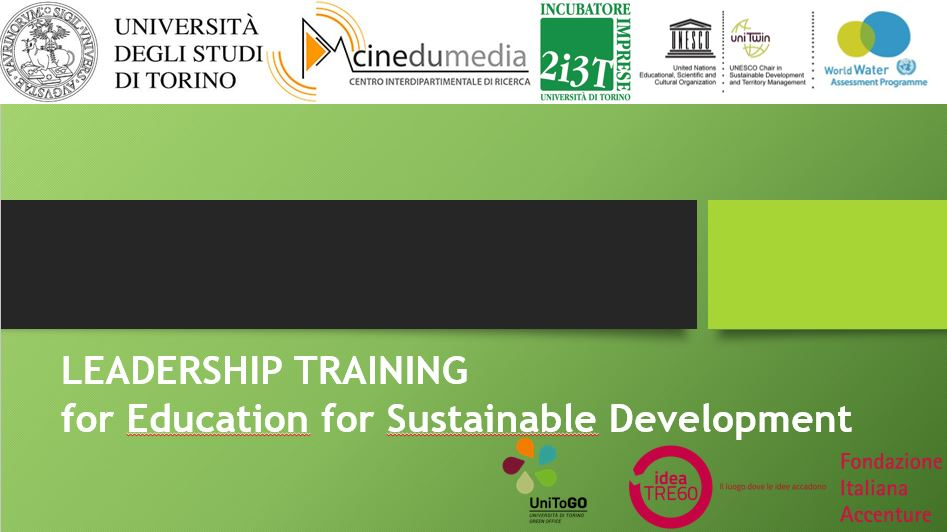 UNIVERSITÀ
DEGLI STUDI
DI TORINO
cinedumedia
CENTRO INTERDIPARTIMENTALE DI RICERCA
INCUBATORE
IMPRESE
2i3T
UNIVERSITÀ DI TORINO
UNESCO
United Nations
Educational, Scientific and
Cultural Organization
uniTwin
UNESCO Chair in
Sustainable Development
and Territory Management
World Water
Assessment Programme
LEADERSHIP TRAINING
for Education for Sustainable Development
UniToGO
UNIVERSITÀ DI TORINO
GREEN OFFICE
idea
TRE60
Il luogo dove le idee accadono
Fondazione
Italiana
Accenture